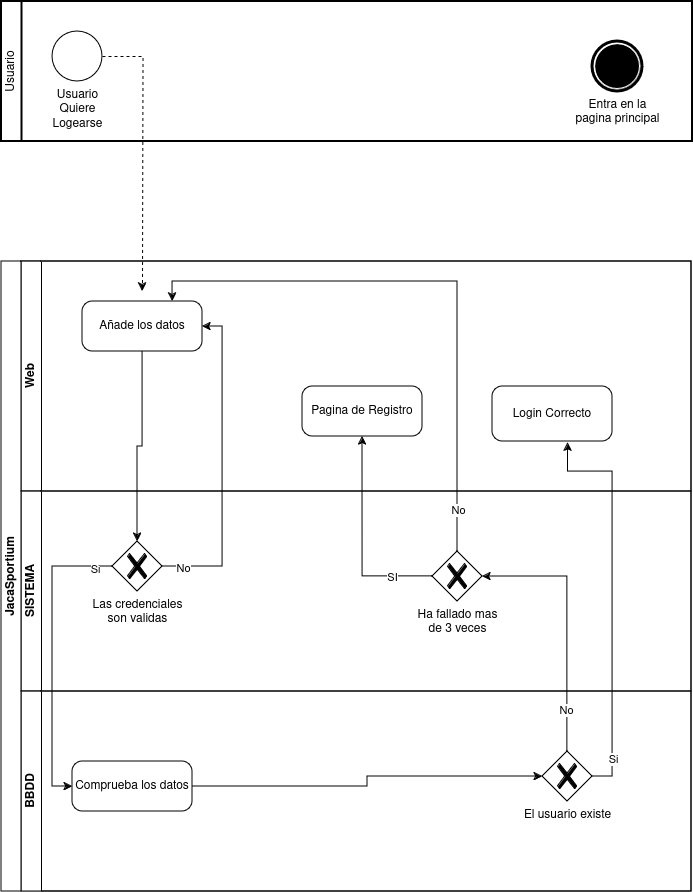 Usuario
Usuario
Quiere
Logearse
Entra en la
pagina principal
JacaSportium
Web
Añade los datos
Pagina de Registro
Login Correcto
SISTEMA
No
Si
No
SI
Las credenciales
son validas
Ha fallado mas
de 3 veces
BBDD
No
Si
Comprueba los datos
El usuario existe